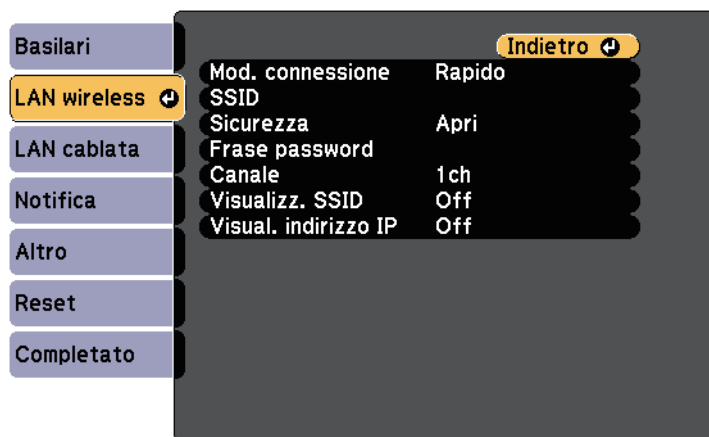 Basilari
LAN wireless
LAN cablata
Notifica
Altro
Reset
Completato
Indietro
Mod. connessione Rapido
SSID
Sicurezza Apri
Frase password
Canale 1ch
Visualizz. SSID Off
Visual. indirizzo IP Off